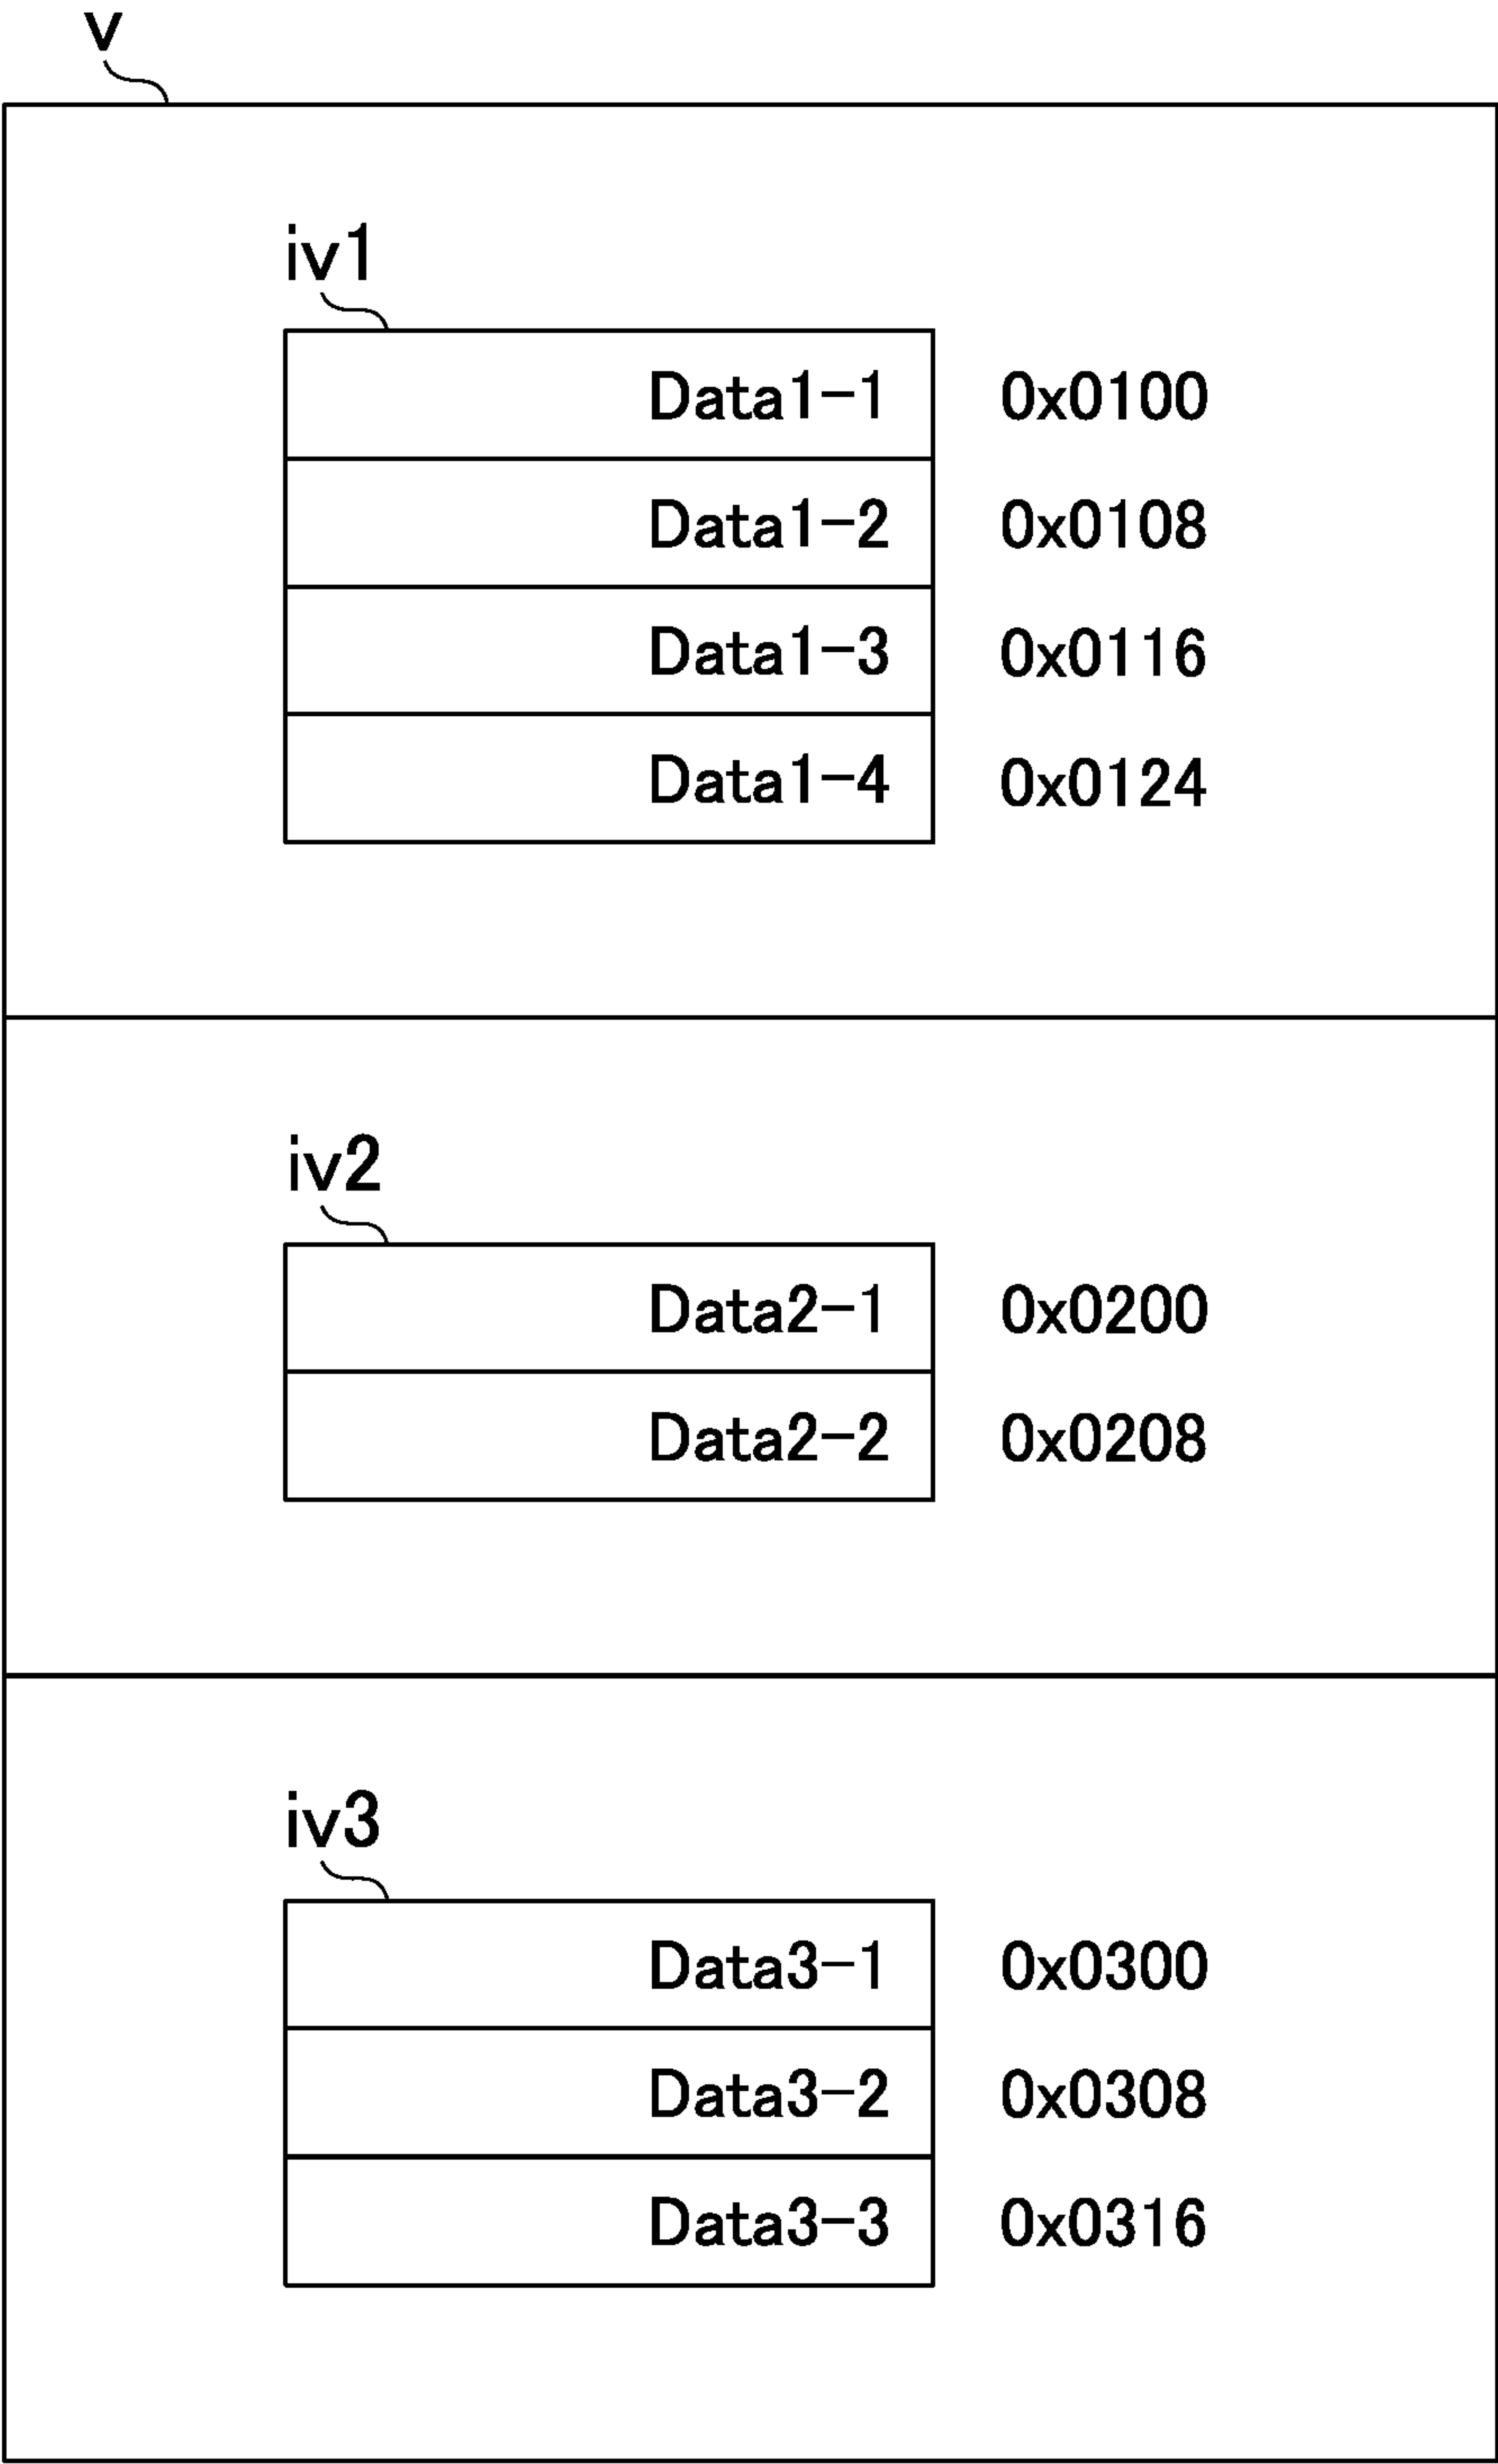 v
iv1
Data1-1 0x0100
Data1-2 0x0108
Data1-3 0x0116
Data1-4 0x0124
iv2
Data2-1 0x0200
Data2-2 0x0208
iv3
Data3-1 0x0300
Data3-2 0x0308
Data3-3 0x0316